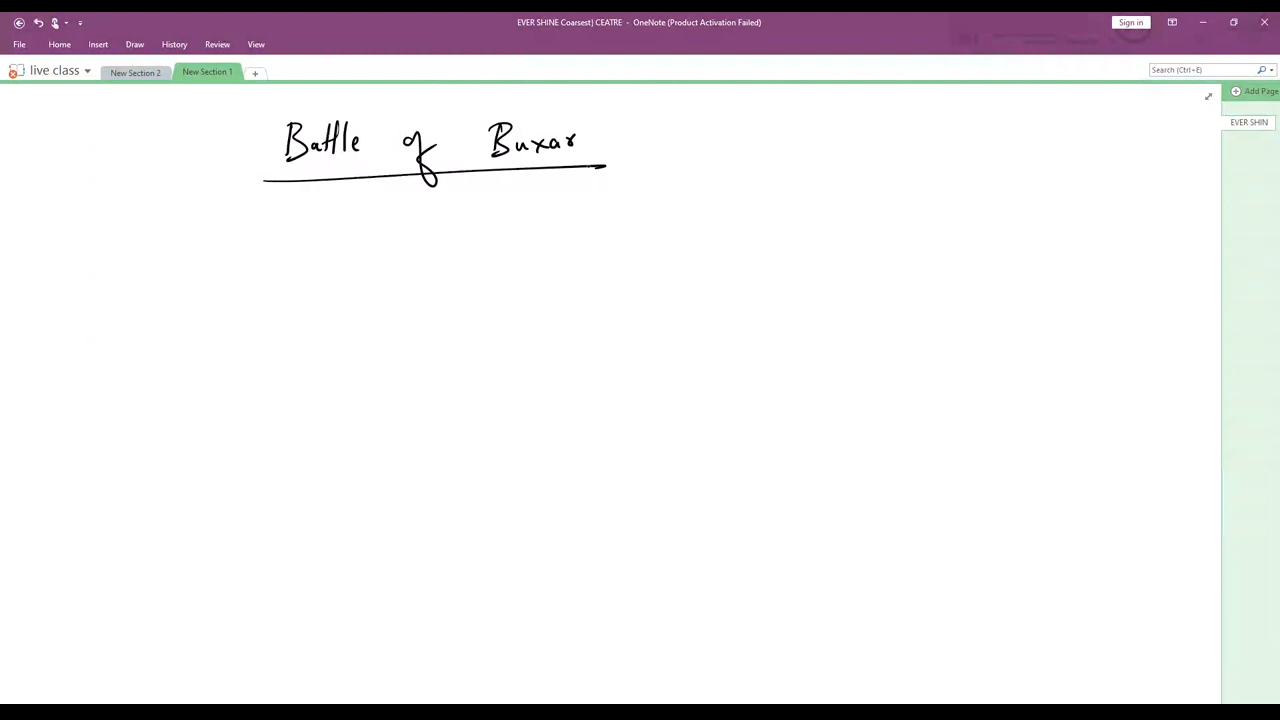 EVER SHINE Coarsest| CEATRE - OneNote (Product Activation Failed)
Sign in
File Home Insert Draw History Review View
live class New Section 2 New Section 1 +
Search (Ctrl+E)
Add Page
EVER SHIN
Battle of Buxar